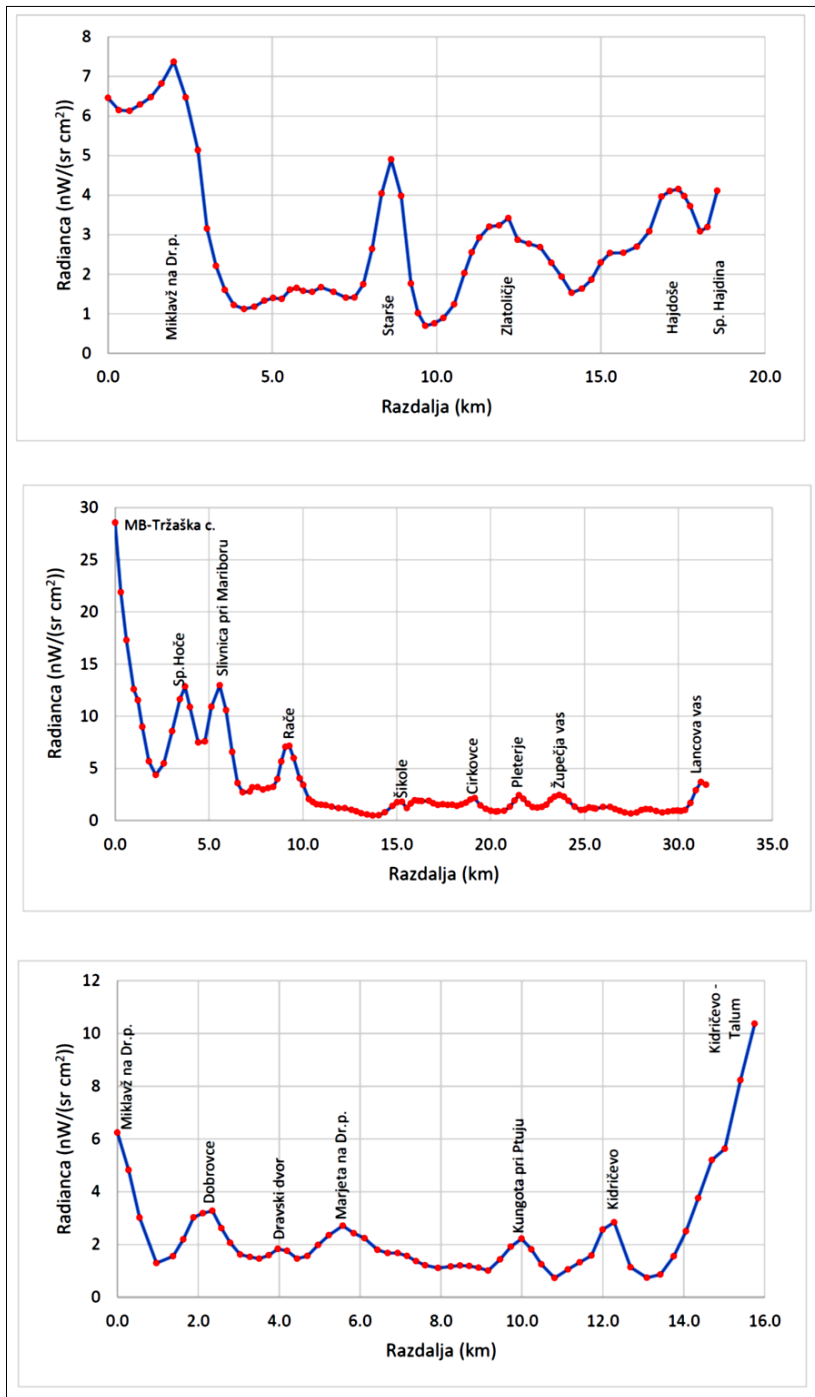 8
7
6
5
4
3
2
1
0
Radianca (nW/(sr cm²))
Miklavž na Dr.p.
Starše
Zlatoličje
Hajdoše
Sp. Hajdina
0.0 5.0 10.0 15.0 20.0
Razdalja (km)
30
25
20
15
10
5
0
Radianca (nW/(sr cm²))
MB-Tržaška c.
Sp.Hoče
Slivnica pri Mariboru
Rače
Šikole
Cirkovce
Pleterje
Župečja vas
Lancova vas
0.0 5.0 10.0 15.0 20.0 25.0 30.0 35.0
Razdalja (km)
12
10
8
6
4
2
0
Radianca (nW/(sr cm²))
Miklavž na Dr.p.
Dobrovce
Dravski dvor
Marjeta na Dr.p.
Kungota pri Ptuju
Kidričevo
Kidričevo -
Talum
0.0 2.0 4.0 6.0 8.0 10.0 12.0 14.0 16.0
Razdalja (km)